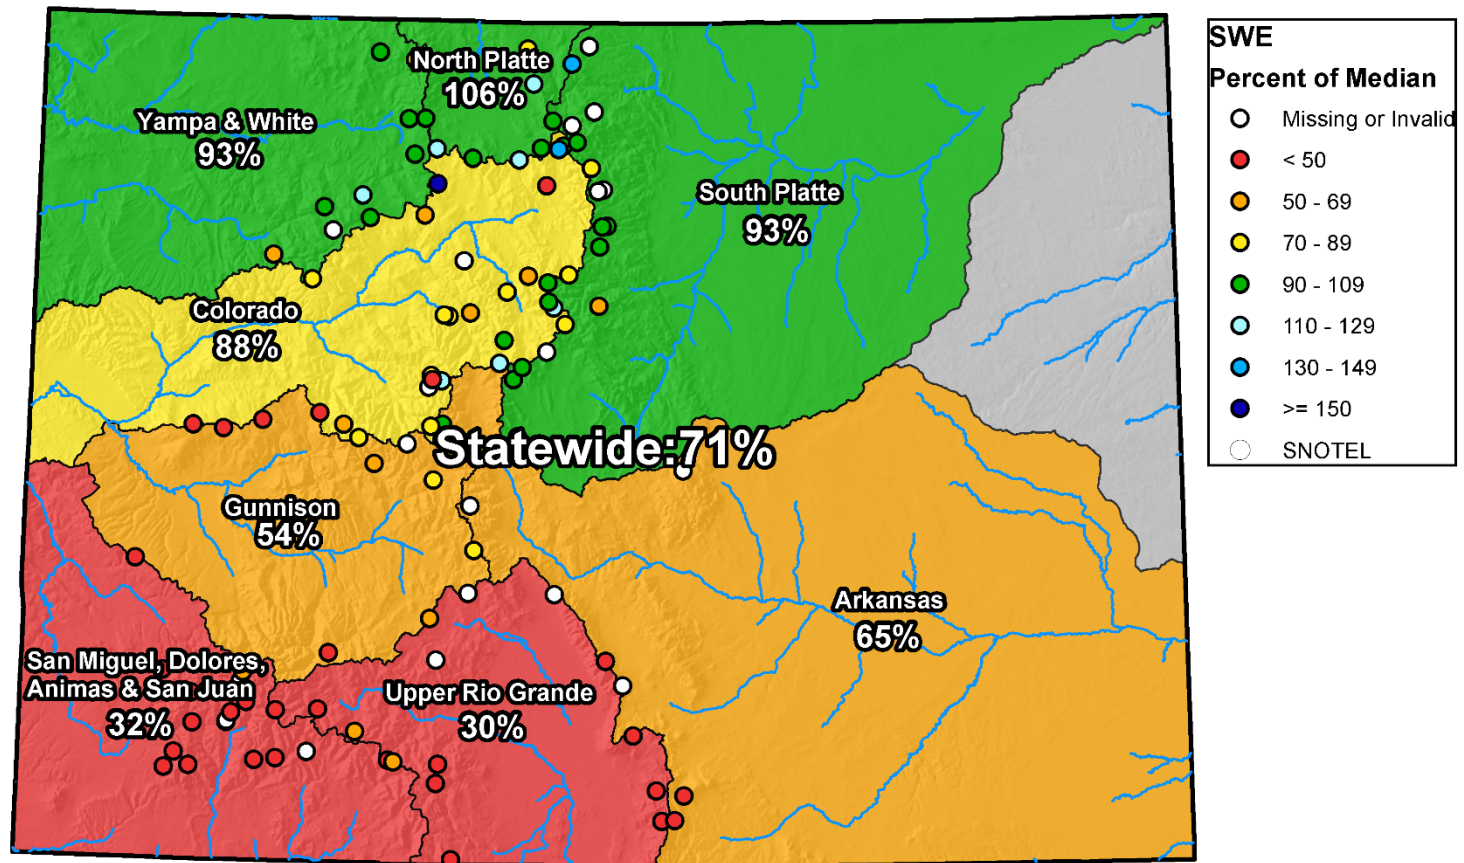 North Platte
106%
Yampa & White
93%
South Platte
93%
Colorado
88%
Statewide:71%
Gunnison
54%
Arkansas
65%
San Miguel, Dolores,
Animas & San Juan
32%
Upper Rio Grande
30%
SWE
Percent of Median
Missing or Invalid
< 50
50 - 69
70 - 89
90 - 109
110 - 129
130 - 149
>= 150
SNOTEL